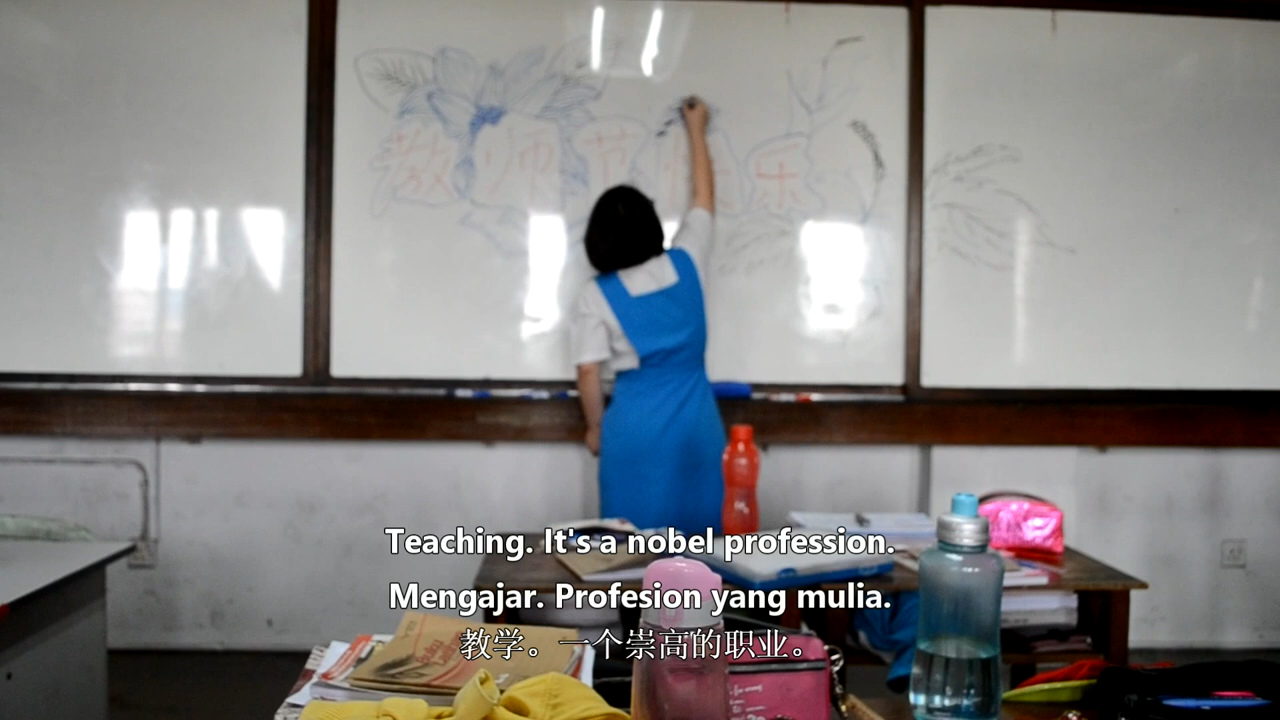 教师节快乐
Teaching. It's a nobel profession.
Mengajar. Profesion yang mulia.
教学。一个崇高的职业。